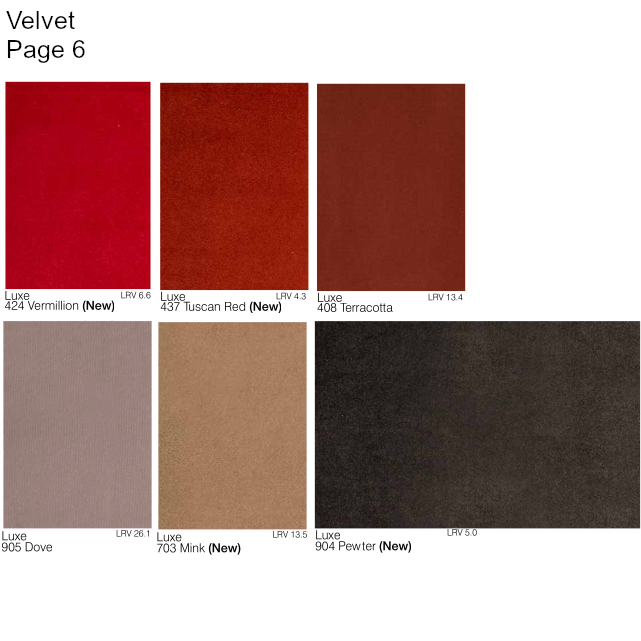 Velvet
Page 6
Luxe LRV 6.6
424 Vermillion (New)
Luxe LRV 4.3
437 Tuscan Red (New)
Luxe LRV 13.4
408 Terracotta
Luxe LRV 26.1
905 Dove
Luxe LRV 13.5
703 Mink (New)
Luxe LRV 5.0
904 Pewter (New)